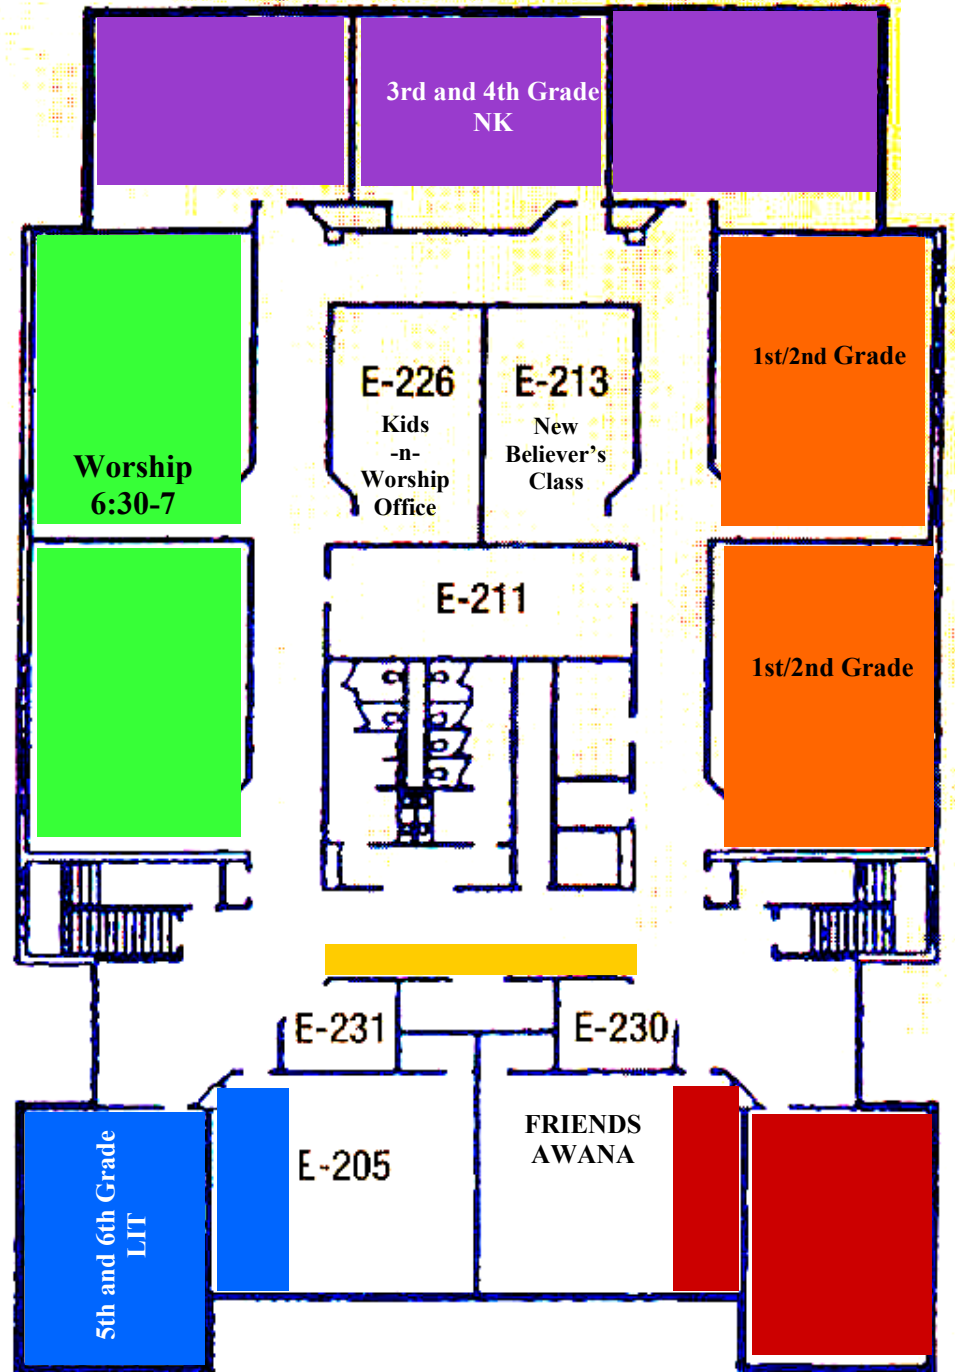 3rd and 4th Grade
NK
E-226
Kids
-n-
Worship
Office
E-213
New
Believer's
Class
1st/2nd Grade
Worship
6:30-7
E-211
1st/2nd Grade
E-231
E-230
5th and 6th Grade
LIT
E-205
FRIENDS
AWANA